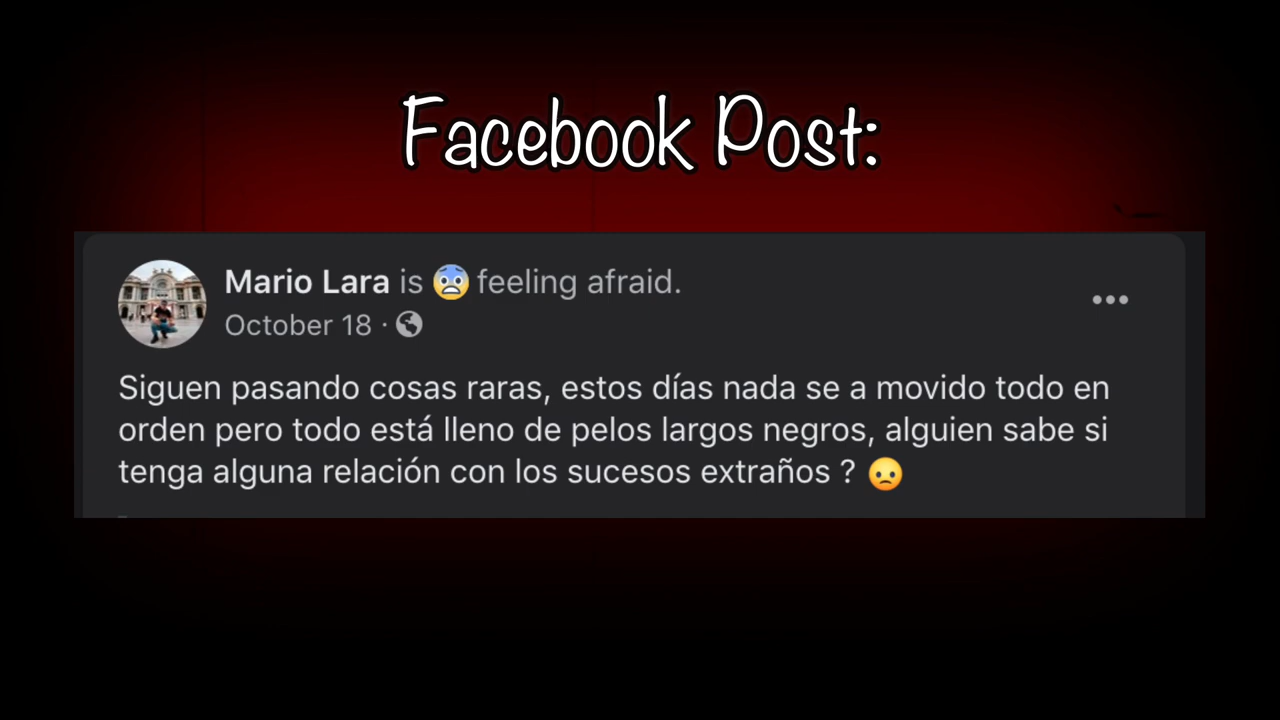 Facebook Post:
Mario Lara is 😨 feeling afraid.
October 18 ·
Siguen pasando cosas raras, estos días nada se a movido todo en
orden pero todo está lleno de pelos largos negros, alguien sabe si
tenga alguna relación con los sucesos extraños ? 😞